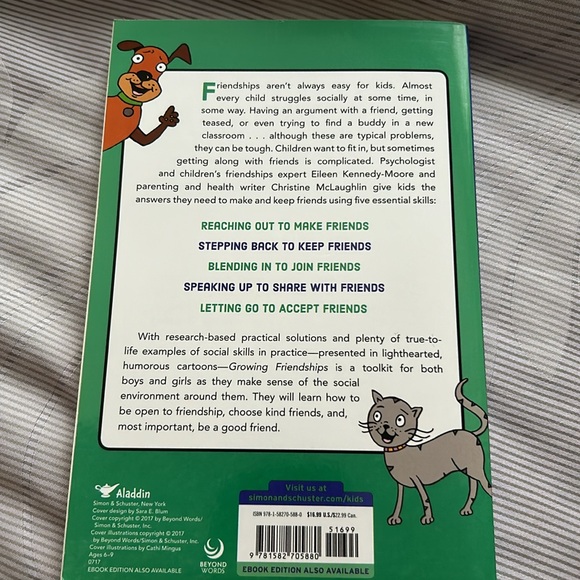 Friendships aren't always easy for kids. Almost
every child struggles socially at some time, in
some way. Having an argument with a friend, getting
teased, or even trying to find a buddy in a new
classroom . . . although these are typical problems,
they can be tough. Children want to fit in, but sometimes
getting along with friends is complicated. Psychologist
and children's friendships expert Eileen Kennedy-Moore and
parenting and health writer Christine McLaughlin give kids the
answers they need to make and keep friends using five essential skills:
REACHING OUT TO MAKE FRIENDS
STEPPING BACK TO KEEP FRIENDS
BLENDING IN TO JOIN FRIENDS
SPEAKING UP TO SHARE WITH FRIENDS
LETTING GO TO ACCEPT FRIENDS
With research-based practical solutions and plenty of true-to-
life examples of social skills in practice—presented in lighthearted,
humorous cartoons—Growing Friendships is a toolkit for both
boys and girls as they make sense of the social
environment around them. They will learn how to
be open to friendship, choose kind friends, and,
most important, be a good friend.
Aladdin
Simon & Schuster, New York
Cover design by Sara E. Blum
Cover copyright © 2017 by Beyond Words/
Simon & Schuster, Inc.
Cover illustrations copyright © 2017
by Beyond Words/Simon & Schuster, Inc.
Cover illustrations by Cathi Mingus
Ages 6–9
0717
EBOOK EDITION ALSO AVAILABLE
BEYOND
WORDS
Visit us at
simonandschuster.com/kids
ISBN 978-1-58270-588-0 $16.99 U.S./$22.99 Can.
51699
9 781582 705880
EBOOK EDITION ALSO AVAILABLE